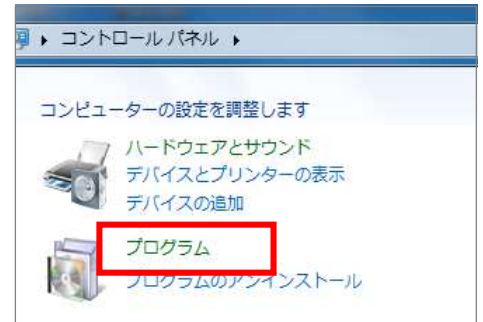 コントロール パネル
コンピューターの設定を調整します
ハードウェアとサウンド
デバイスとプリンターの表示
デバイスの追加
プログラム
プログラムのアンインストール